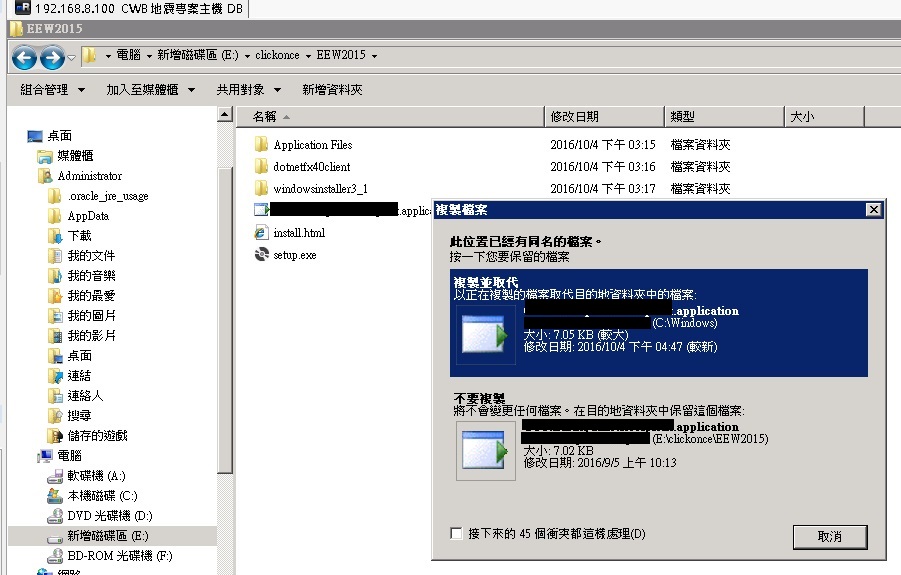 192.168.8.100 CWB地震專案主機 DB
EEW2015
電腦 新增磁碟區 (E:) clickonce EEW2015
組合管理 加入至媒體櫃 共用對象 新增資料夾
名稱 修改日期 類型 大小
桌面
媒體櫃
Administrator
.oracle_jre_usage
AppData
下載
我的文件
我的音樂
我的最愛
我的圖片
我的影片
桌面
連結
連絡人
搜尋
儲存的遊戲
電腦
軟碟機 (A:)
本機磁碟 (C:)
DVD 光碟機 (D:)
新增磁碟區 (E:)
BD-ROM 光碟機 (F:)
Application Files 2016/10/4 下午 03:15 檔案資料夾
dotnetfx40client 2016/10/4 下午 03:16 檔案資料夾
windowsinstaller3_1 2016/10/4 下午 03:17 檔案資料夾
.applic
install.html
setup.exe
複製檔案
此位置已經有同名的檔案。
按一下您要保留的檔案
複製並取代
以正在複製的檔案取代目的地資料夾中的檔案:
.application
(C:\Windows)
大小: 7.05 KB (較大)
修改日期: 2016/10/4 下午 04:47 (較新)
不要複製
將不會變更任何檔案。在目的地資料夾中保留這個檔案:
.application
(E:\clickonce\EEW2015)
大小: 7.02 KB
修改日期: 2016/9/5 上午 10:13
接下來的 45 個衝突都這樣處理(D)
取消